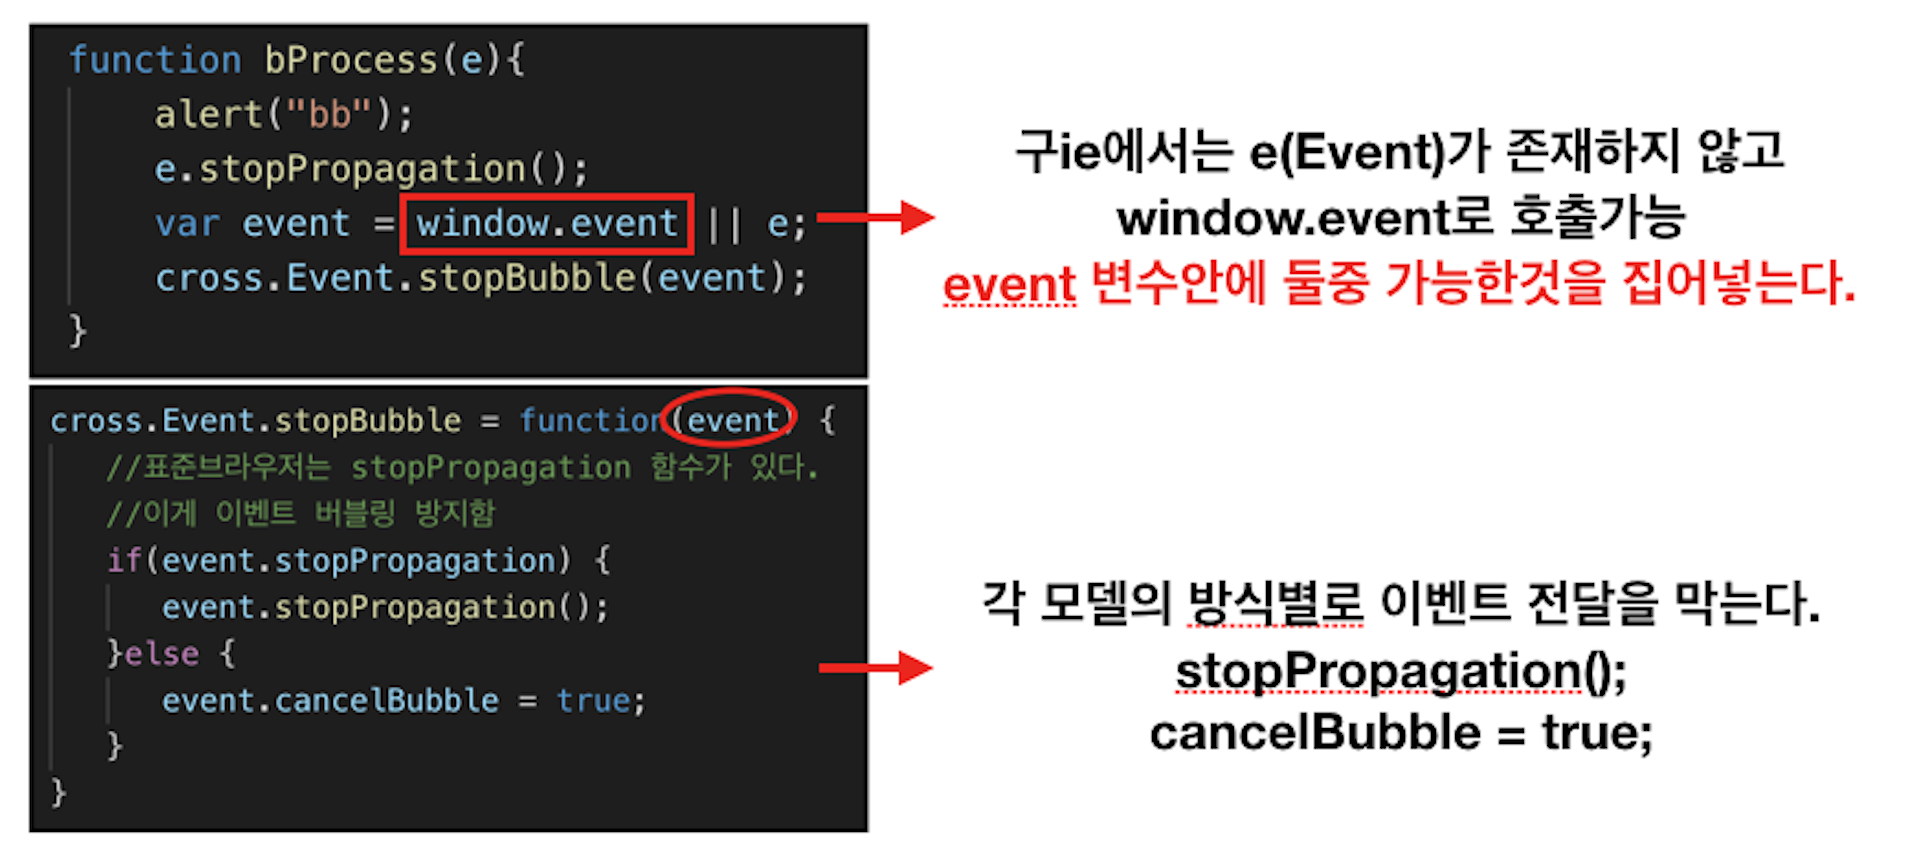 function bProcess(e){
alert("bb");
e.stopPropagation();
var event = window.event || e;
cross.Event.stopBubble(event);
}
구ie에서는 e(Event)가 존재하지 않고
window.event로 호출가능
event 변수안에 둘중 가능한것을 집어넣는다.
cross.Event.stopBubble = function(event) {
//표준브라우저는 stopPropagation 함수가 있다.
//이게 이벤트 버블링 방지함
if(event.stopPropagation) {
event.stopPropagation();
}else {
event.cancelBubble = true;
}
}
각 모델의 방식별로 이벤트 전달을 막는다.
stopPropagation();
cancelBubble = true;